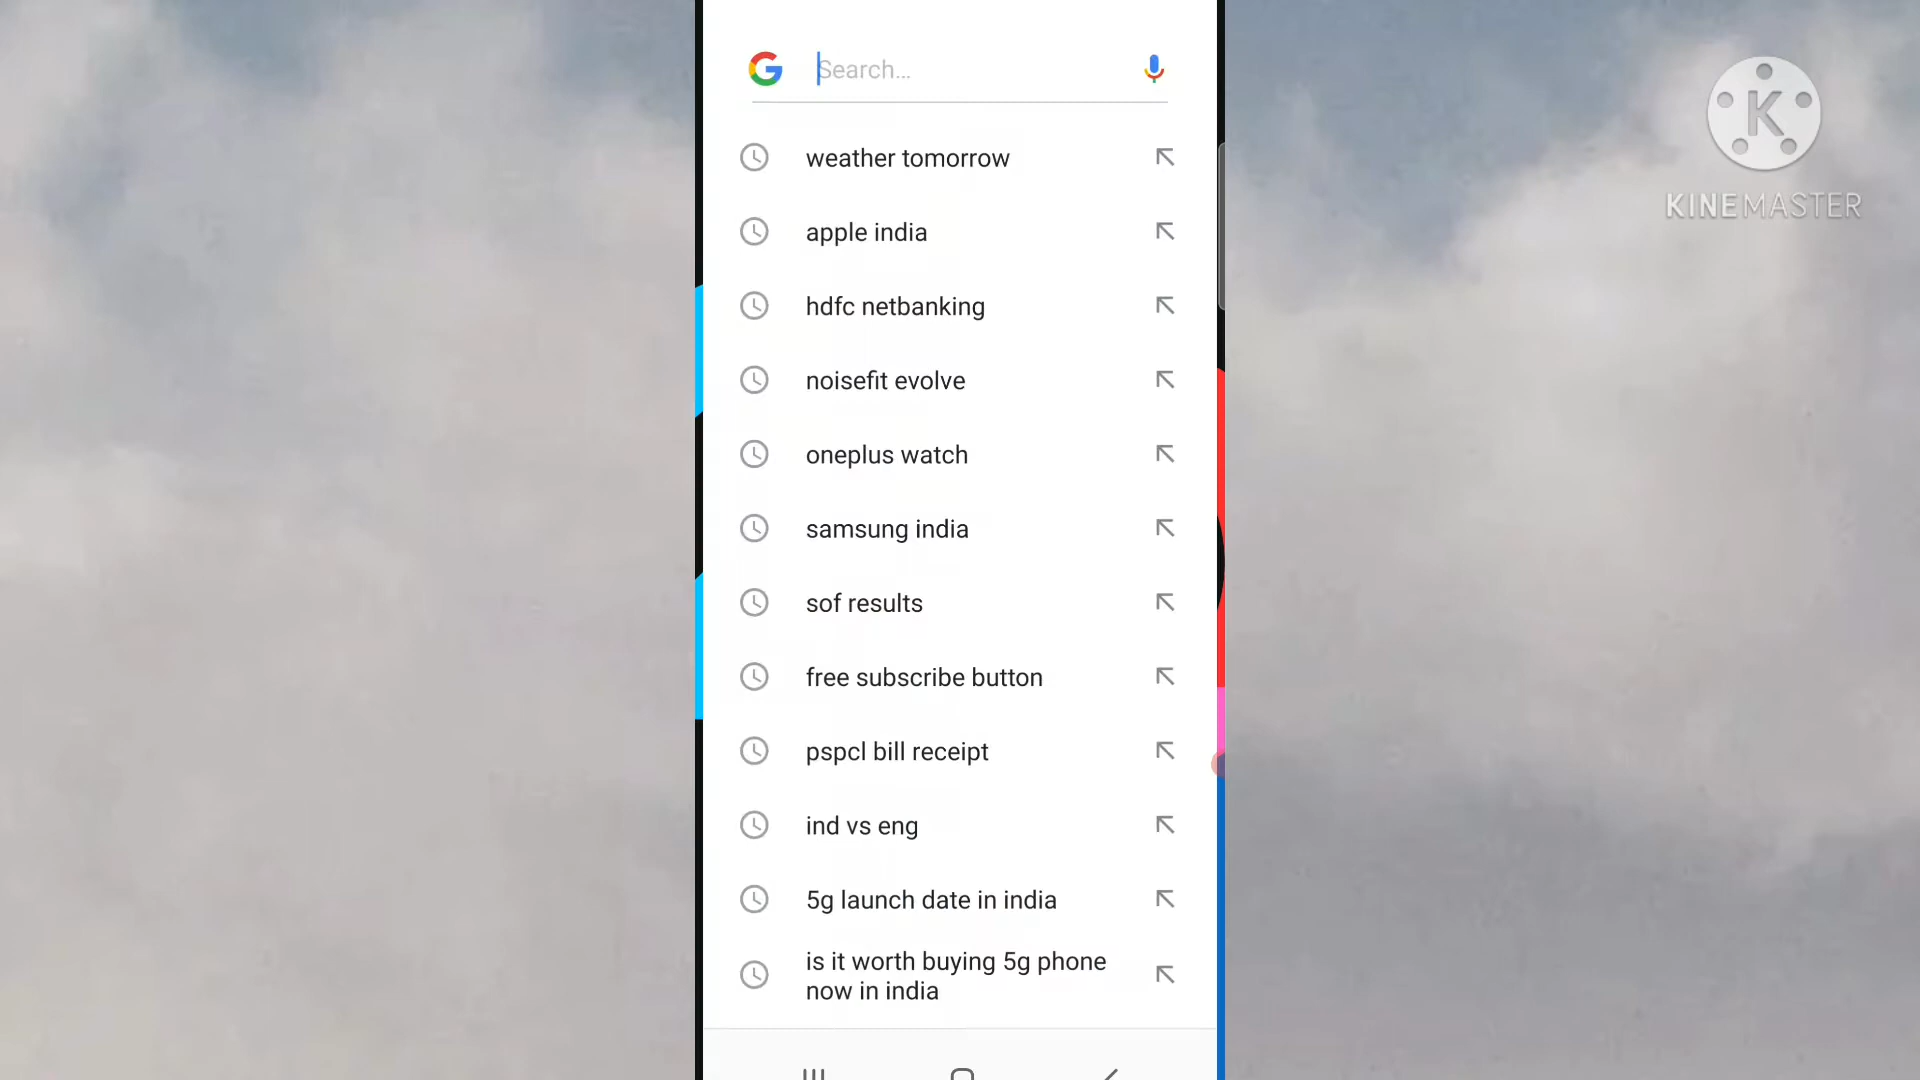 Search...
K
KINEMASTER
weather tomorrow
apple india
hdfc netbanking
noisefit evolve
oneplus watch
samsung india
sof results
free subscribe button
pspcl bill receipt
ind vs eng
5g launch date in india
is it worth buying 5g phone
now in india